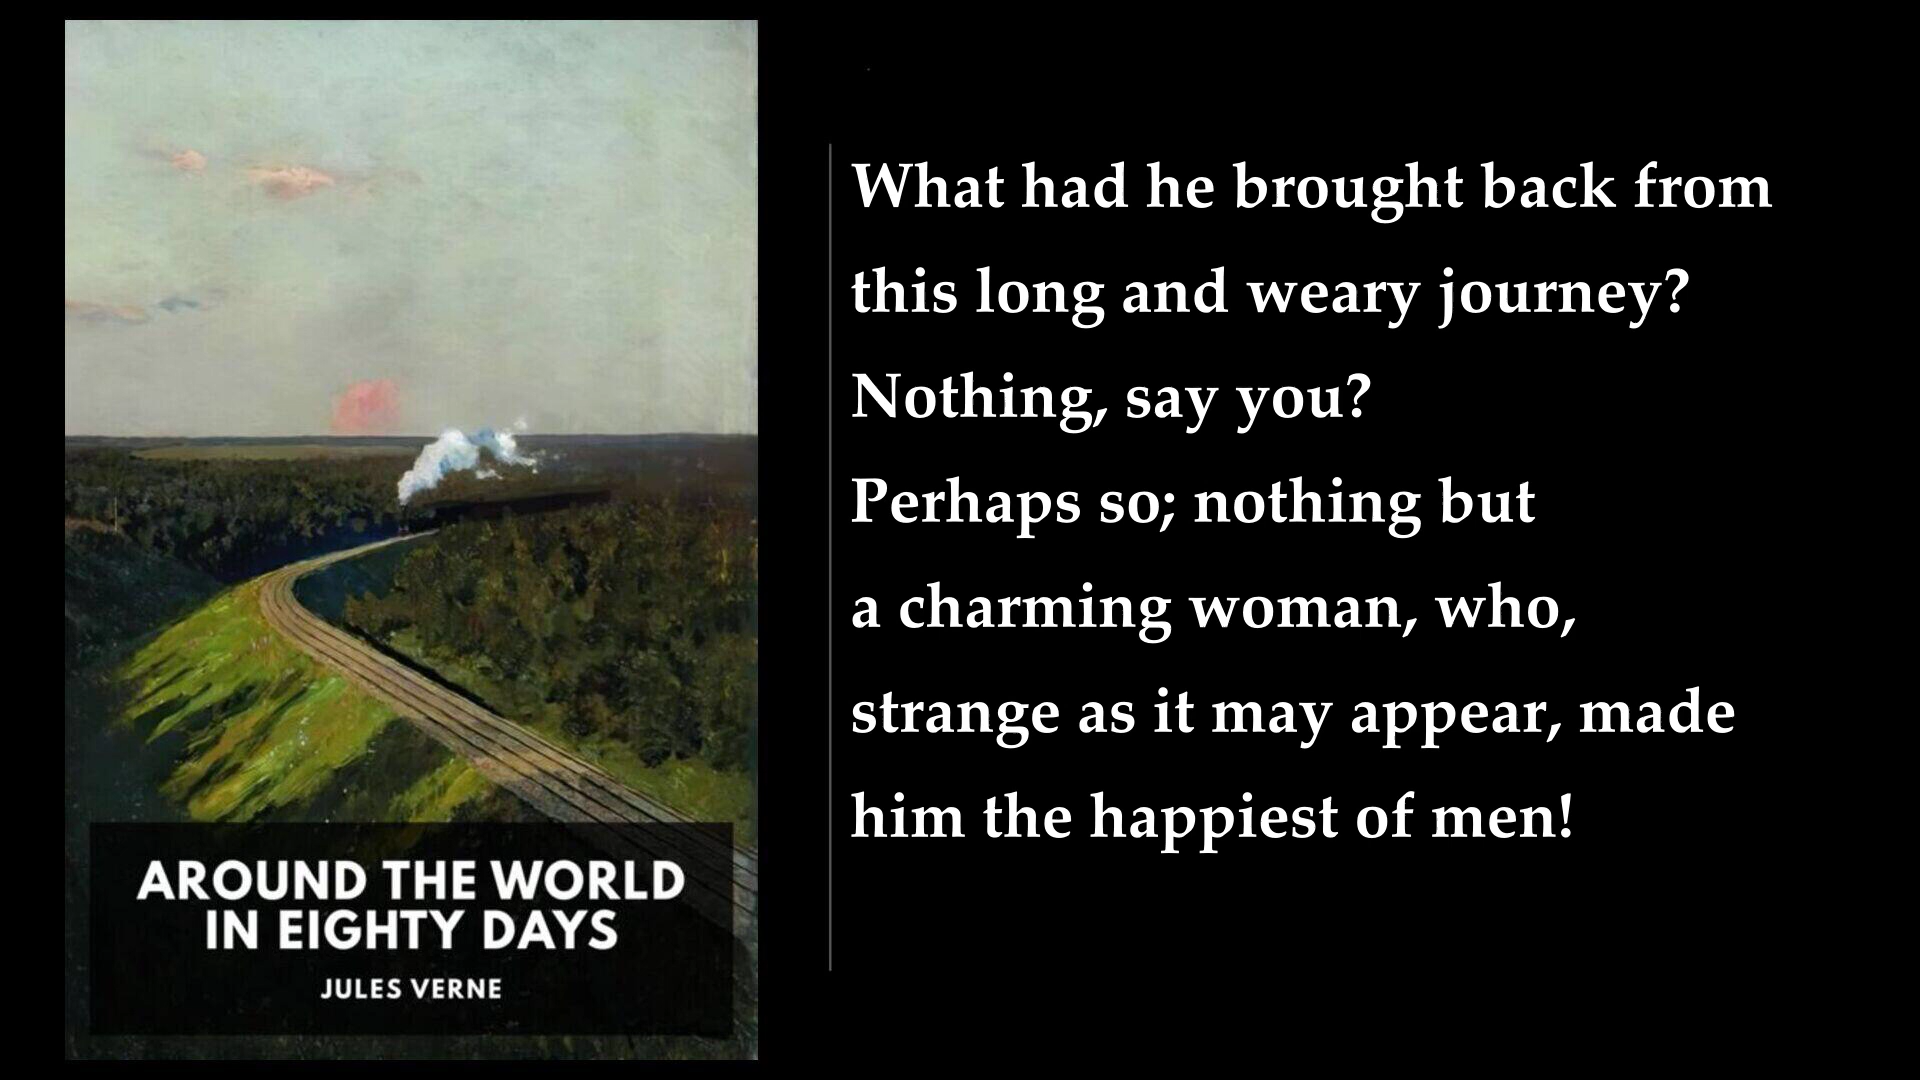 AROUND THE WORLD
IN EIGHTY DAYS
JULES VERNE
What had he brought back from
this long and weary journey?
Nothing, say you?
Perhaps so; nothing but
a charming woman, who,
strange as it may appear, made
him the happiest of men!